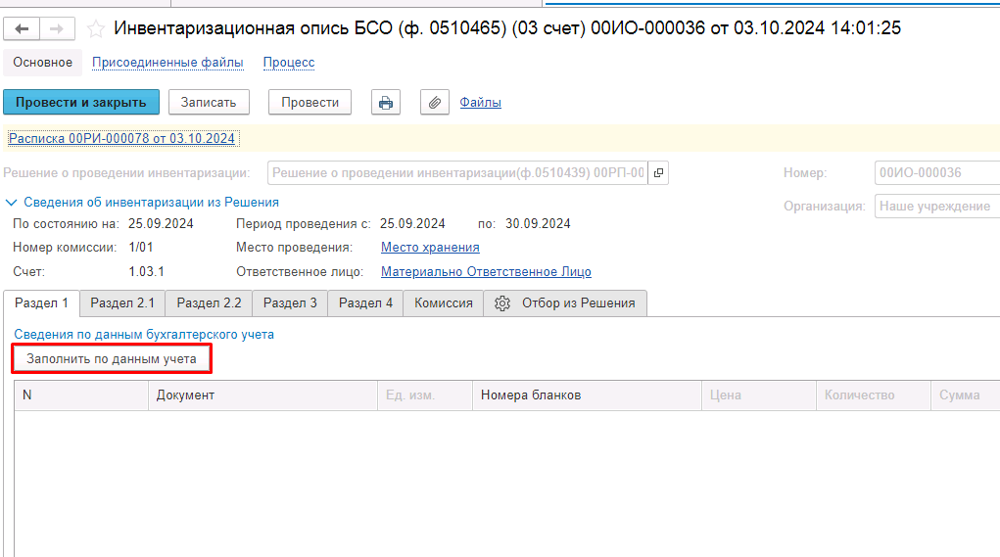 Инвентаризационная опись БСО (ф. 0510465) (03 счет) 00ИО-000036 от 03.10.2024 14:01:25
Основное Присоединенные файлы Процесс
Провести и закрыть Записать Провести Файлы
Расписка 00РИ-000078 от 03.10.2024
Решение о проведении инвентаризации: Решение о проведении инвентаризации(ф.0510439) 00РП-00 Номер: 00ИО-000036
Сведения об инвентаризации из Решения Организация: Наше учреждение
По состоянию на: 25.09.2024 Период проведения с: 25.09.2024 по: 30.09.2024
Номер комиссии: 1/01 Место проведения: Место хранения
Счет: 1.03.1 Ответственное лицо: Материально Ответственное Лицо
Раздел 1 Раздел 2.1 Раздел 2.2 Раздел 3 Раздел 4 Комиссия Отбор из Решения
Сведения по данным бухгалтерского учета
Заполнить по данным учета
N Документ Ед. изм. Номера бланков Цена Количество Сумма